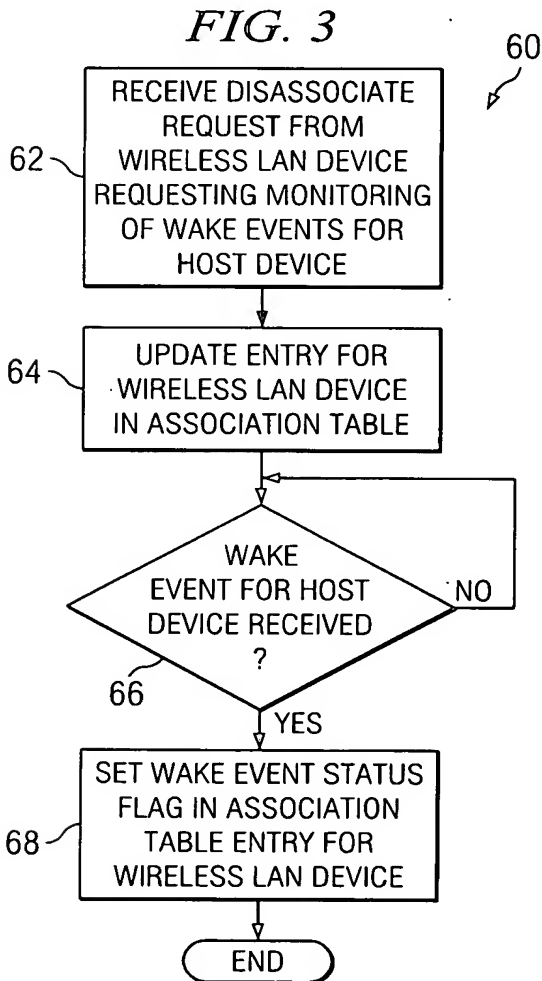 FIG. 3
60
RECEIVE DISASSOCIATE
REQUEST FROM
WIRELESS LAN DEVICE
REQUESTING MONITORING
OF WAKE EVENTS FOR
HOST DEVICE
62
UPDATE ENTRY FOR
WIRELESS LAN DEVICE
IN ASSOCIATION TABLE
64
WAKE
EVENT FOR HOST
DEVICE RECEIVED
?
NO
66
YES
SET WAKE EVENT STATUS
FLAG IN ASSOCIATION
TABLE ENTRY FOR
WIRELESS LAN DEVICE
68
END